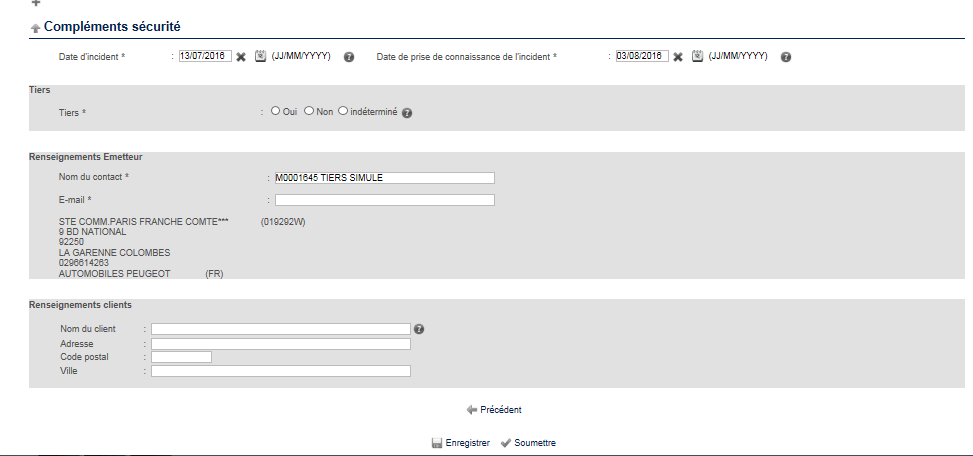 Compléments sécurité
Date d'incident * : 13/07/2016 (JJ/MM/YYYY) ? Date de prise de connaissance de l'incident * : 03/08/2016 (JJ/MM/YYYY) ?
Tiers
Tiers * : Oui Non indéterminé ?
Renseignements Emetteur
Nom du contact * : M0001645 TIERS SIMULE
E-mail * :
STE COMM.PARIS FRANCHE COMTE*** (019292W)
9 BD NATIONAL
92250
LA GARENNE COLOMBES
0296614263
AUTOMOBILES PEUGEOT (FR)
Renseignements clients
Nom du client : ?
Adresse :
Code postal :
Ville :
Précédent
Enregistrer Soumettre